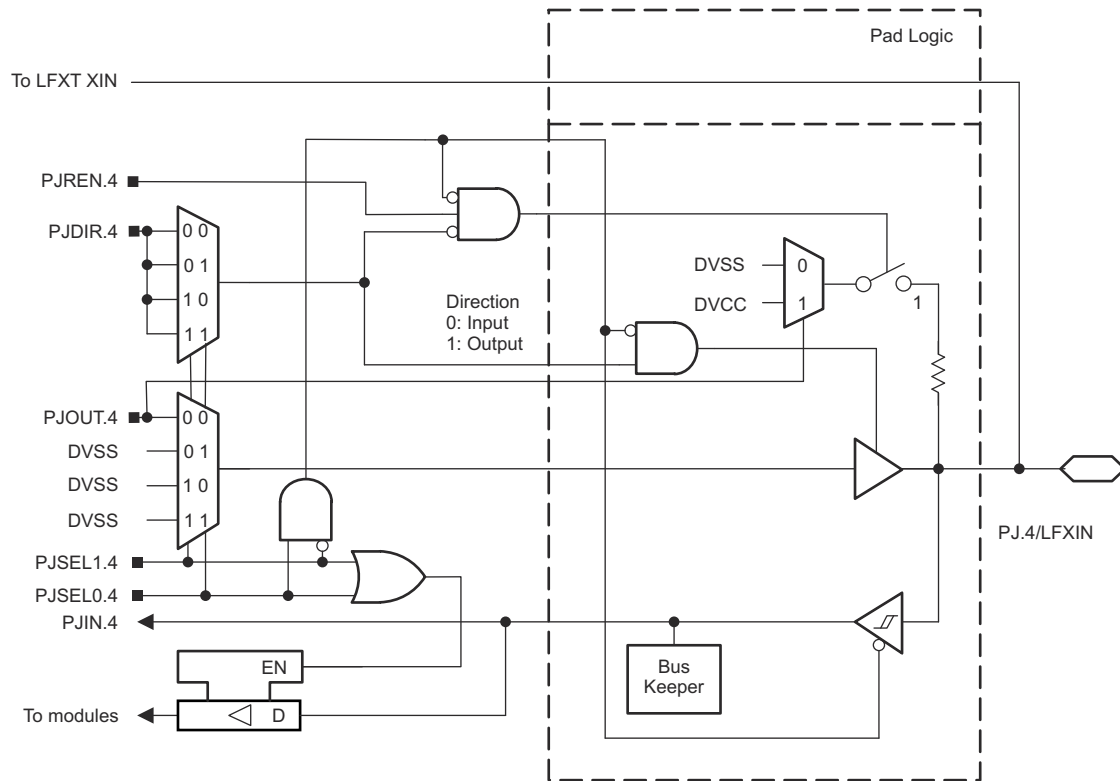 Pad Logic
To LFXT XIN
PJREN.4
PJDIR.4
0 0
0 1
1 0
1 1
Direction
0: Input
1: Output
DVSS
0
DVCC
1
1
PJOUT.4
0 0
DVSS
0 1
DVSS
1 0
DVSS
1 1
PJ.4/LFXIN
PJSEL1.4
PJSEL0.4
PJIN.4
EN
Bus
Keeper
To modules
D